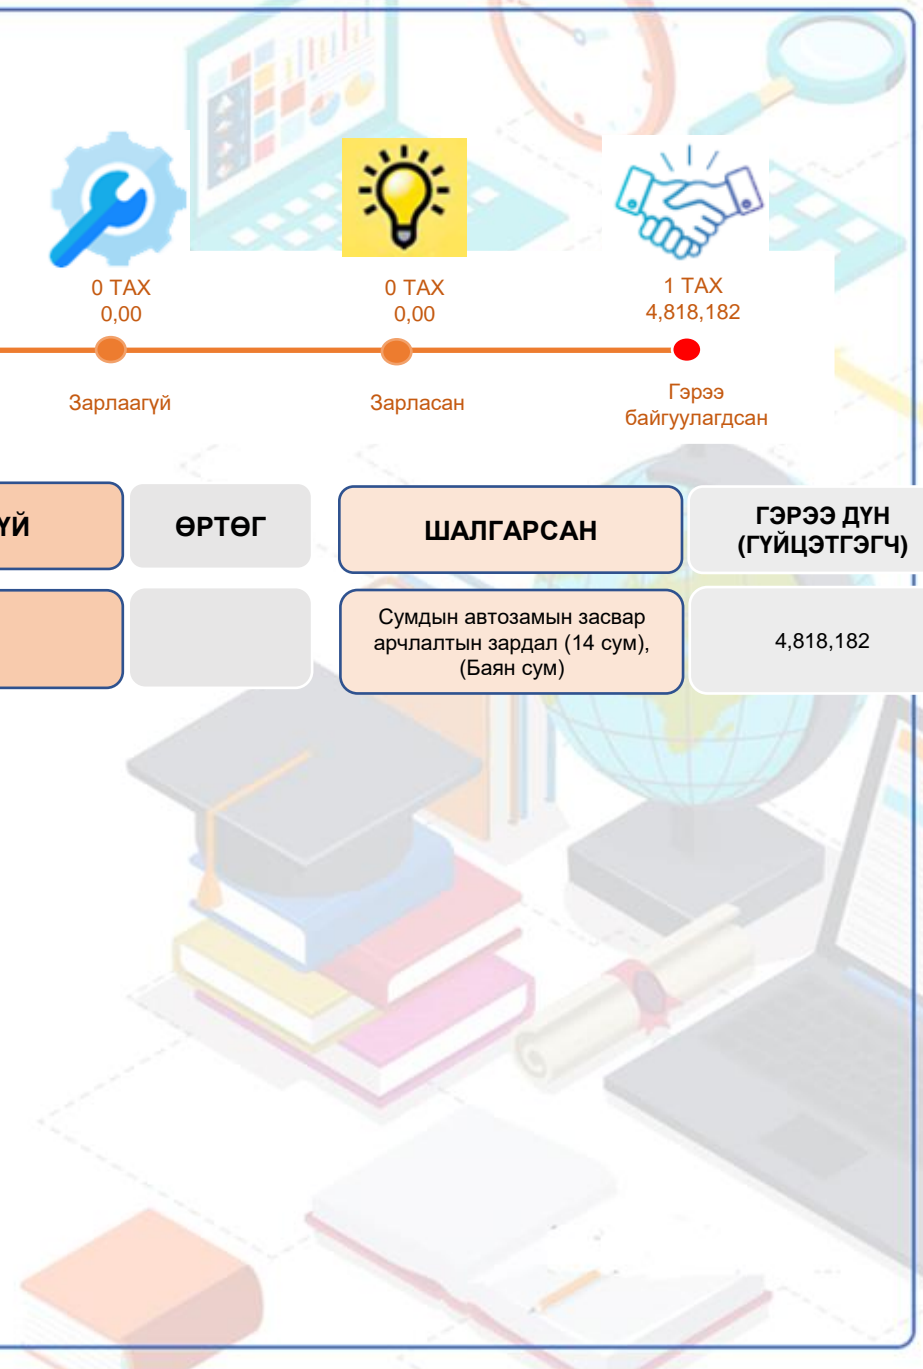 0 ТАХ
0,00
0 ТАХ
0,00
1 ТАХ
4,818,182
Зарлаагүй
Зарласан
Гэрээ
байгуулагдсан
ҮЙ
ӨРТӨГ
ШАЛГАРСАН
ГЭРЭЭ ДҮН
(ГҮЙЦЭТГЭГЧ)
Сумдын автозамын засвар
арчлалтын зардал (14 сум),
(Баян сум)
4,818,182